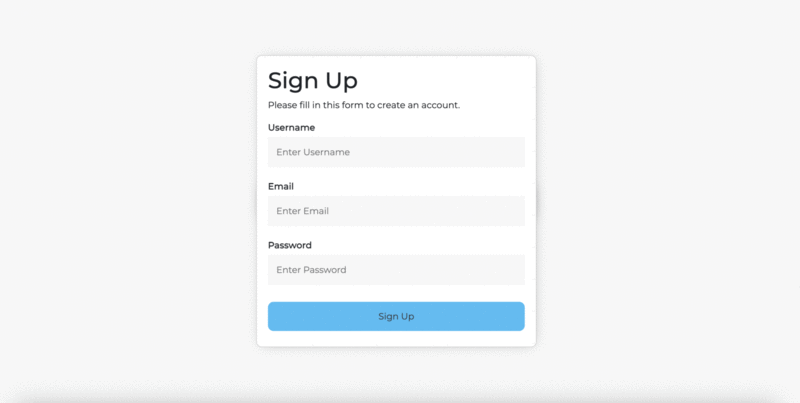 Sign Up
Please fill in this form to create an account.
Username
Enter Username
Email
Enter Email
Password
Enter Password
Sign Up